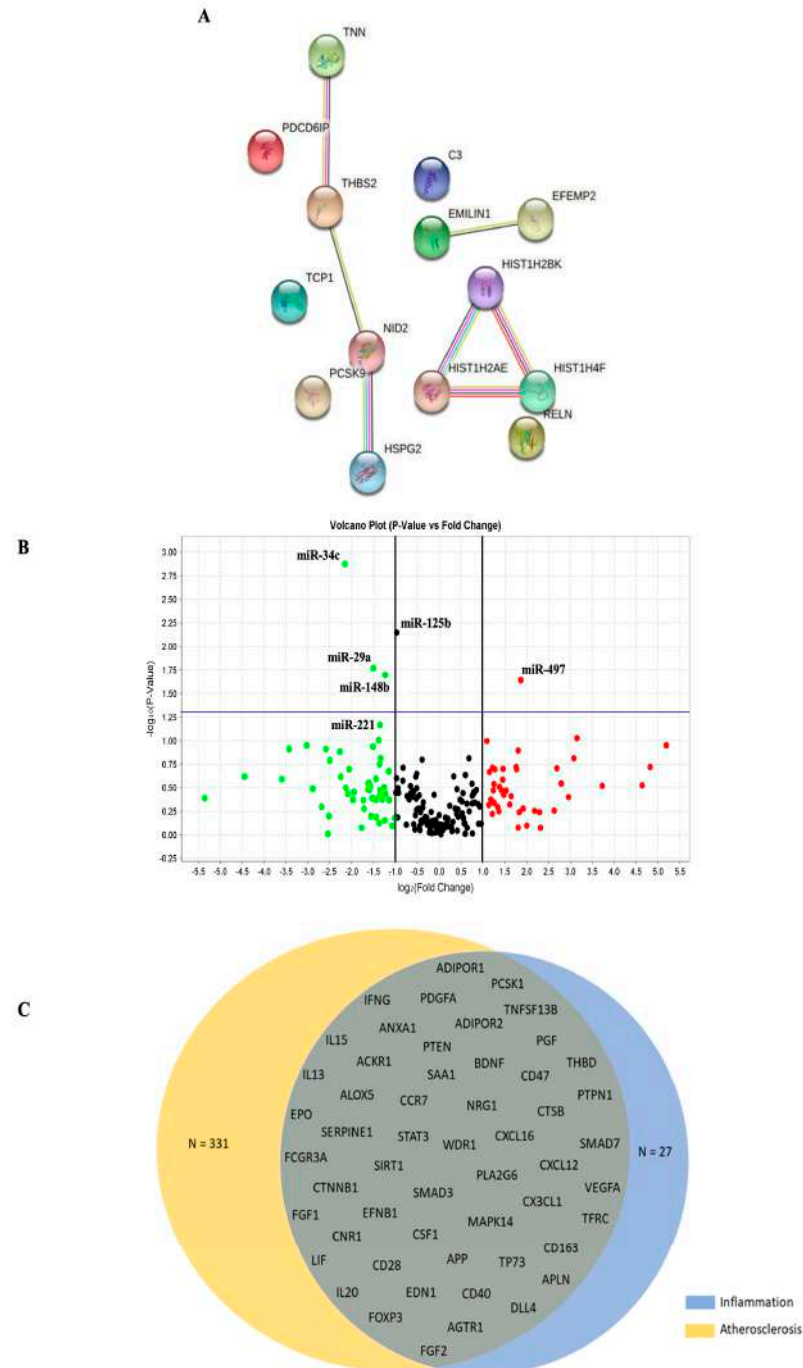 A
TNN
PDCD6IP
C3
THBS2
EFEMP2
EMILIN1
HIST1H2BK
TCP1
NID2
HIST1H2AE
HIST1H4F
PCSK9
RELN
HSPG2
B
Volcano Plot (P-Value vs Fold Change)
-log₁₀(P-Value)
3.00
2.75
2.50
2.25
2.00
1.75
1.50
1.25
1.00
0.75
0.50
0.25
0.00
-0.25
miR-34c
miR-125b
miR-29a
miR-497
miR-148b
miR-221
-5.5 -5.0 -4.5 -4.0 -3.5 -3.0 -2.5 -2.0 -1.5 -1.0 -0.5 0.0 0.5 1.0 1.5 2.0 2.5 3.0 3.5 4.0 4.5 5.0 5.5
log₂(Fold Change)
C
ADIPOR1
PCSK1
IFNG PDGFA
TNFSF13B
ANXA1 ADIPOR2
IL15 PTEN PGF
ACKR1 BDNF THBD
IL13 SAA1 CD47
ALOX5 CCR7 NRG1 PTPN1
EPO CTSB
SERPINE1 STAT3 WDR1 CXCL16 SMAD7
N = 331 N = 27
FCGR3A SIRT1 PLA2G6 CXCL12
CTNNB1 SMAD3 VEGFA
FGF1 EFNB1 CX3CL1
MAPK14 TFRC
CNR1 CSF1
LIF CD28 APP TP73 CD163
APLN
IL20 EDN1 CD40
FOXP3 DLL4
AGTR1
FGF2
Inflammation
Atherosclerosis